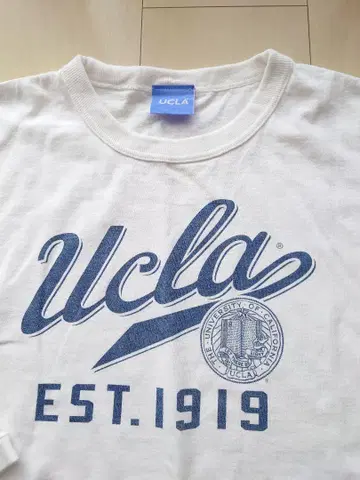 UCLA
Ucla®
THE UNIVERSITY OF CALIFORNIA
UCLA
®
EST.1919